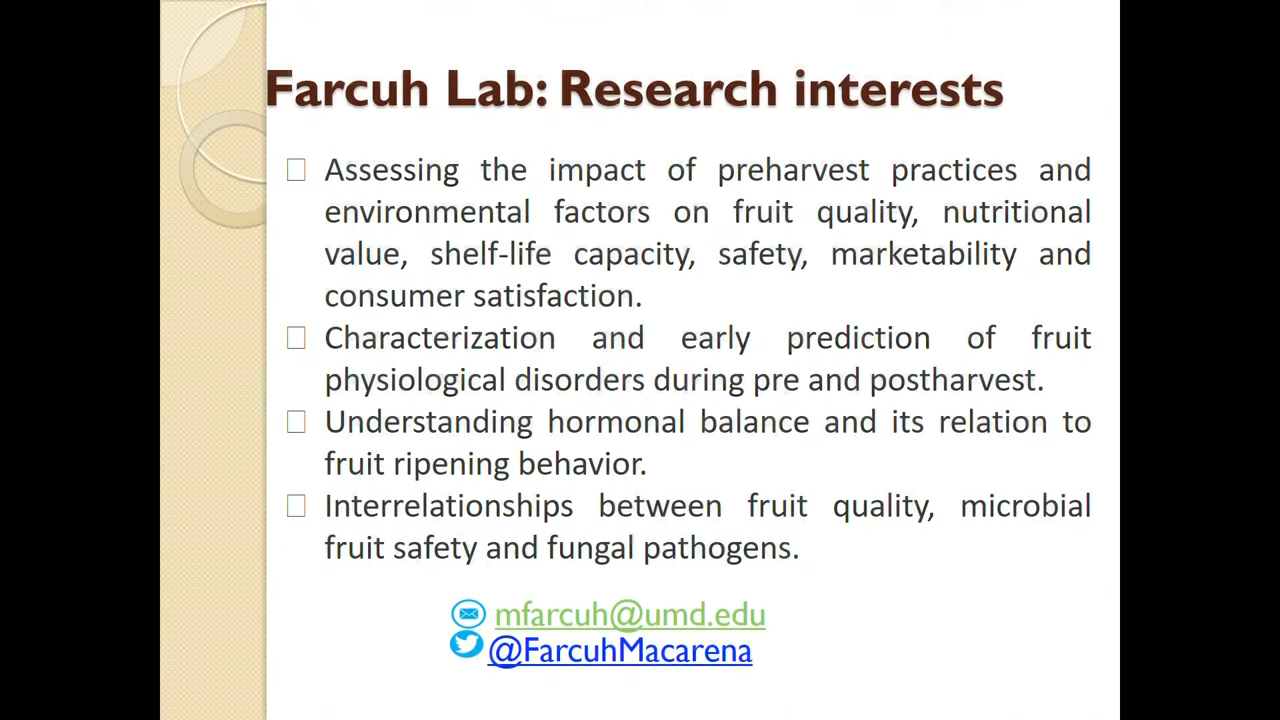 Farcuh Lab: Research interests
Assessing the impact of preharvest practices and
environmental factors on fruit quality, nutritional
value, shelf-life capacity, safety, marketability and
consumer satisfaction.
Characterization and early prediction of fruit
physiological disorders during pre and postharvest.
Understanding hormonal balance and its relation to
fruit ripening behavior.
Interrelationships between fruit quality, microbial
fruit safety and fungal pathogens.
mfarcuh@umd.edu
@FarcuhMacarena